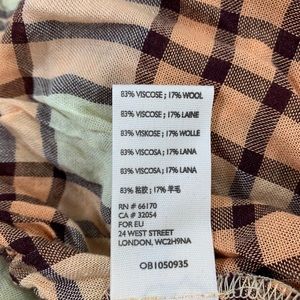 83% VISCOSE ; 17% WOOL
83% VISCOSE ; 17% LAINE
83% VISKOSE ; 17% WOLLE
83% VISCOSA ; 17% LANA
83% VISCOSA ; 17% LANA
83% 粘胶 ; 17% 羊毛
RN # 66170
CA # 32054
FOR EU
24 WEST STREET
LONDON, WC2H9NA
OB1050935